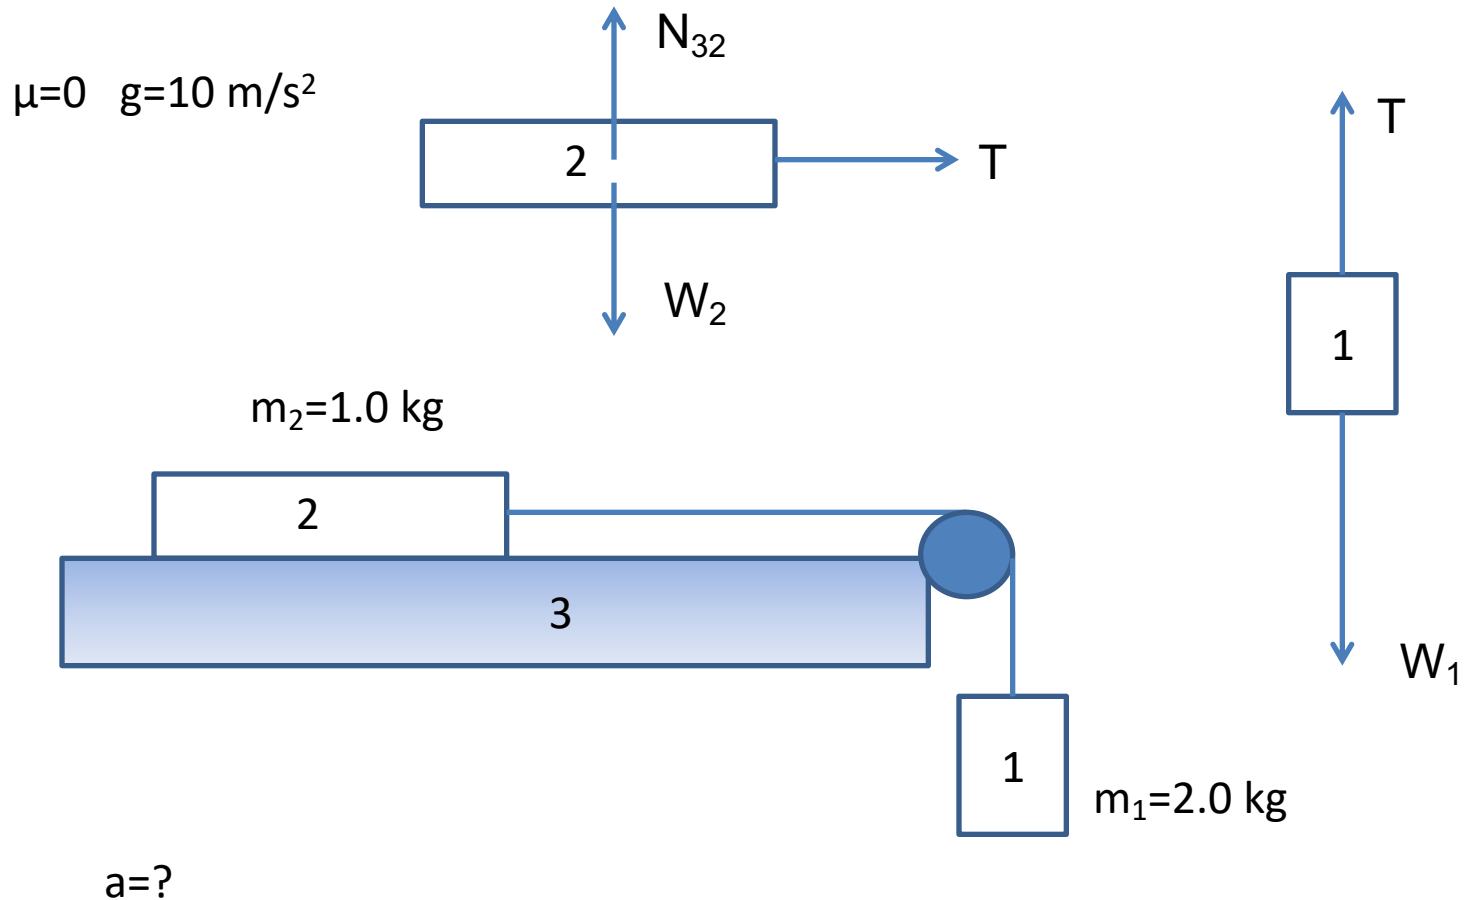 N₃₂
μ=0 g=10 m/s²
T
2
T
W₂
1
m₂=1.0 kg
2
3
W₁
1
m₁=2.0 kg
a=?